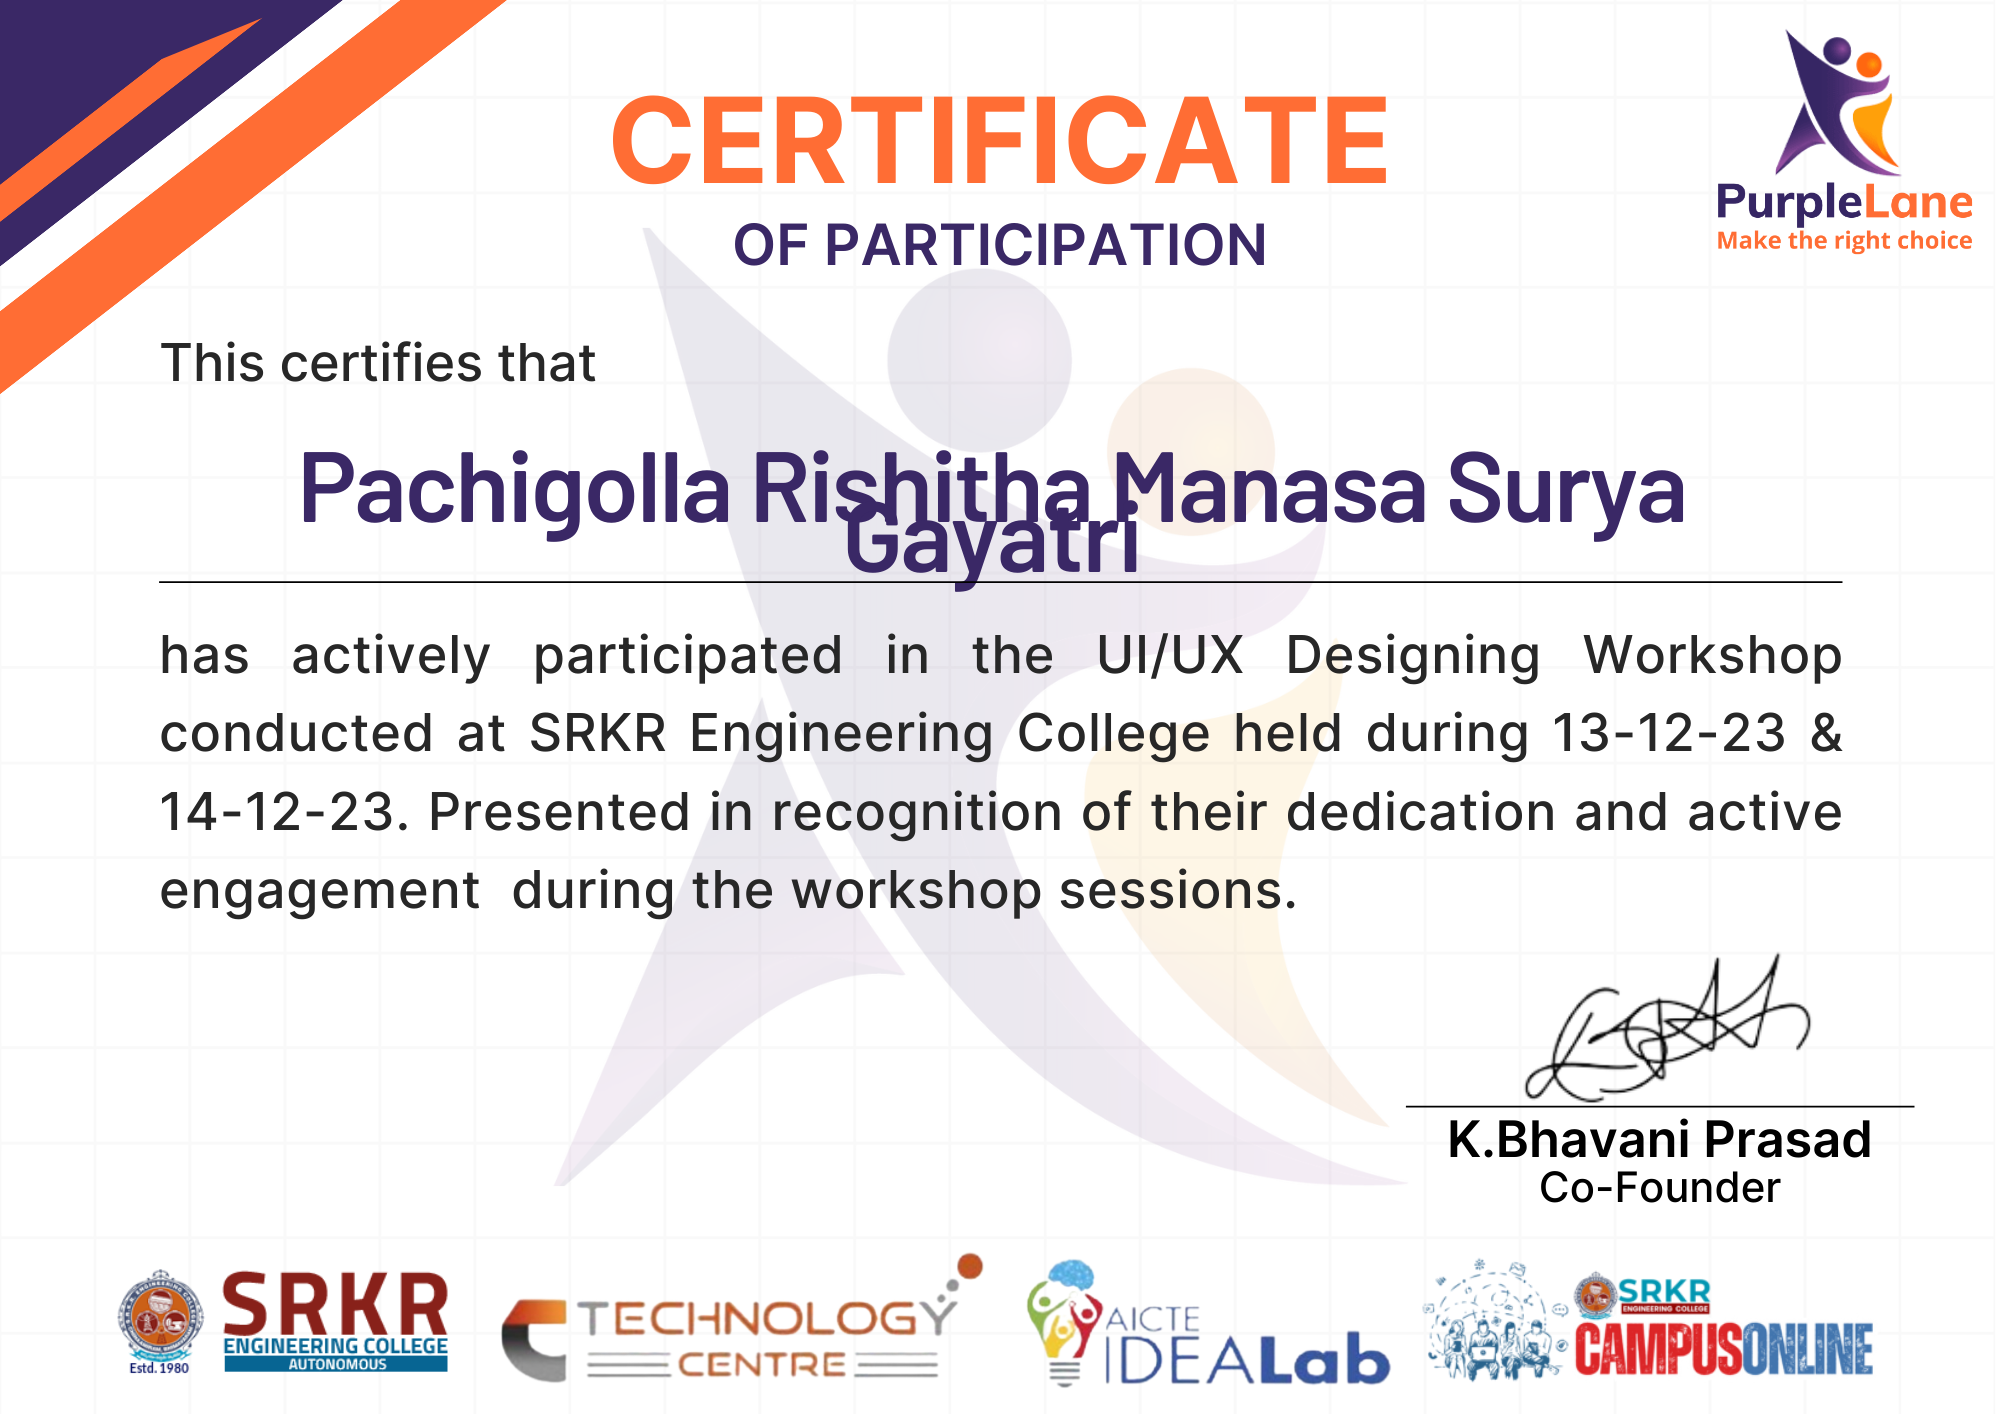 CERTIFICATE
OF PARTICIPATION
PurpleLane
Make the right choice
This certifies that
Pachigolla Rishitha Manasa Surya
Gayatri
has actively participated in the UI/UX Designing Workshop
conducted at SRKR Engineering College held during 13-12-23 &
14-12-23. Presented in recognition of their dedication and active
engagement during the workshop sessions.
K.Bhavani Prasad
Co-Founder
Estd. 1980
SRKR
ENGINEERING COLLEGE
AUTONOMOUS
TECHNOLOGY
CENTRE
AICTE
IDEALab
SRKR
ENGINEERING COLLEGE
CAMPUSONLINE